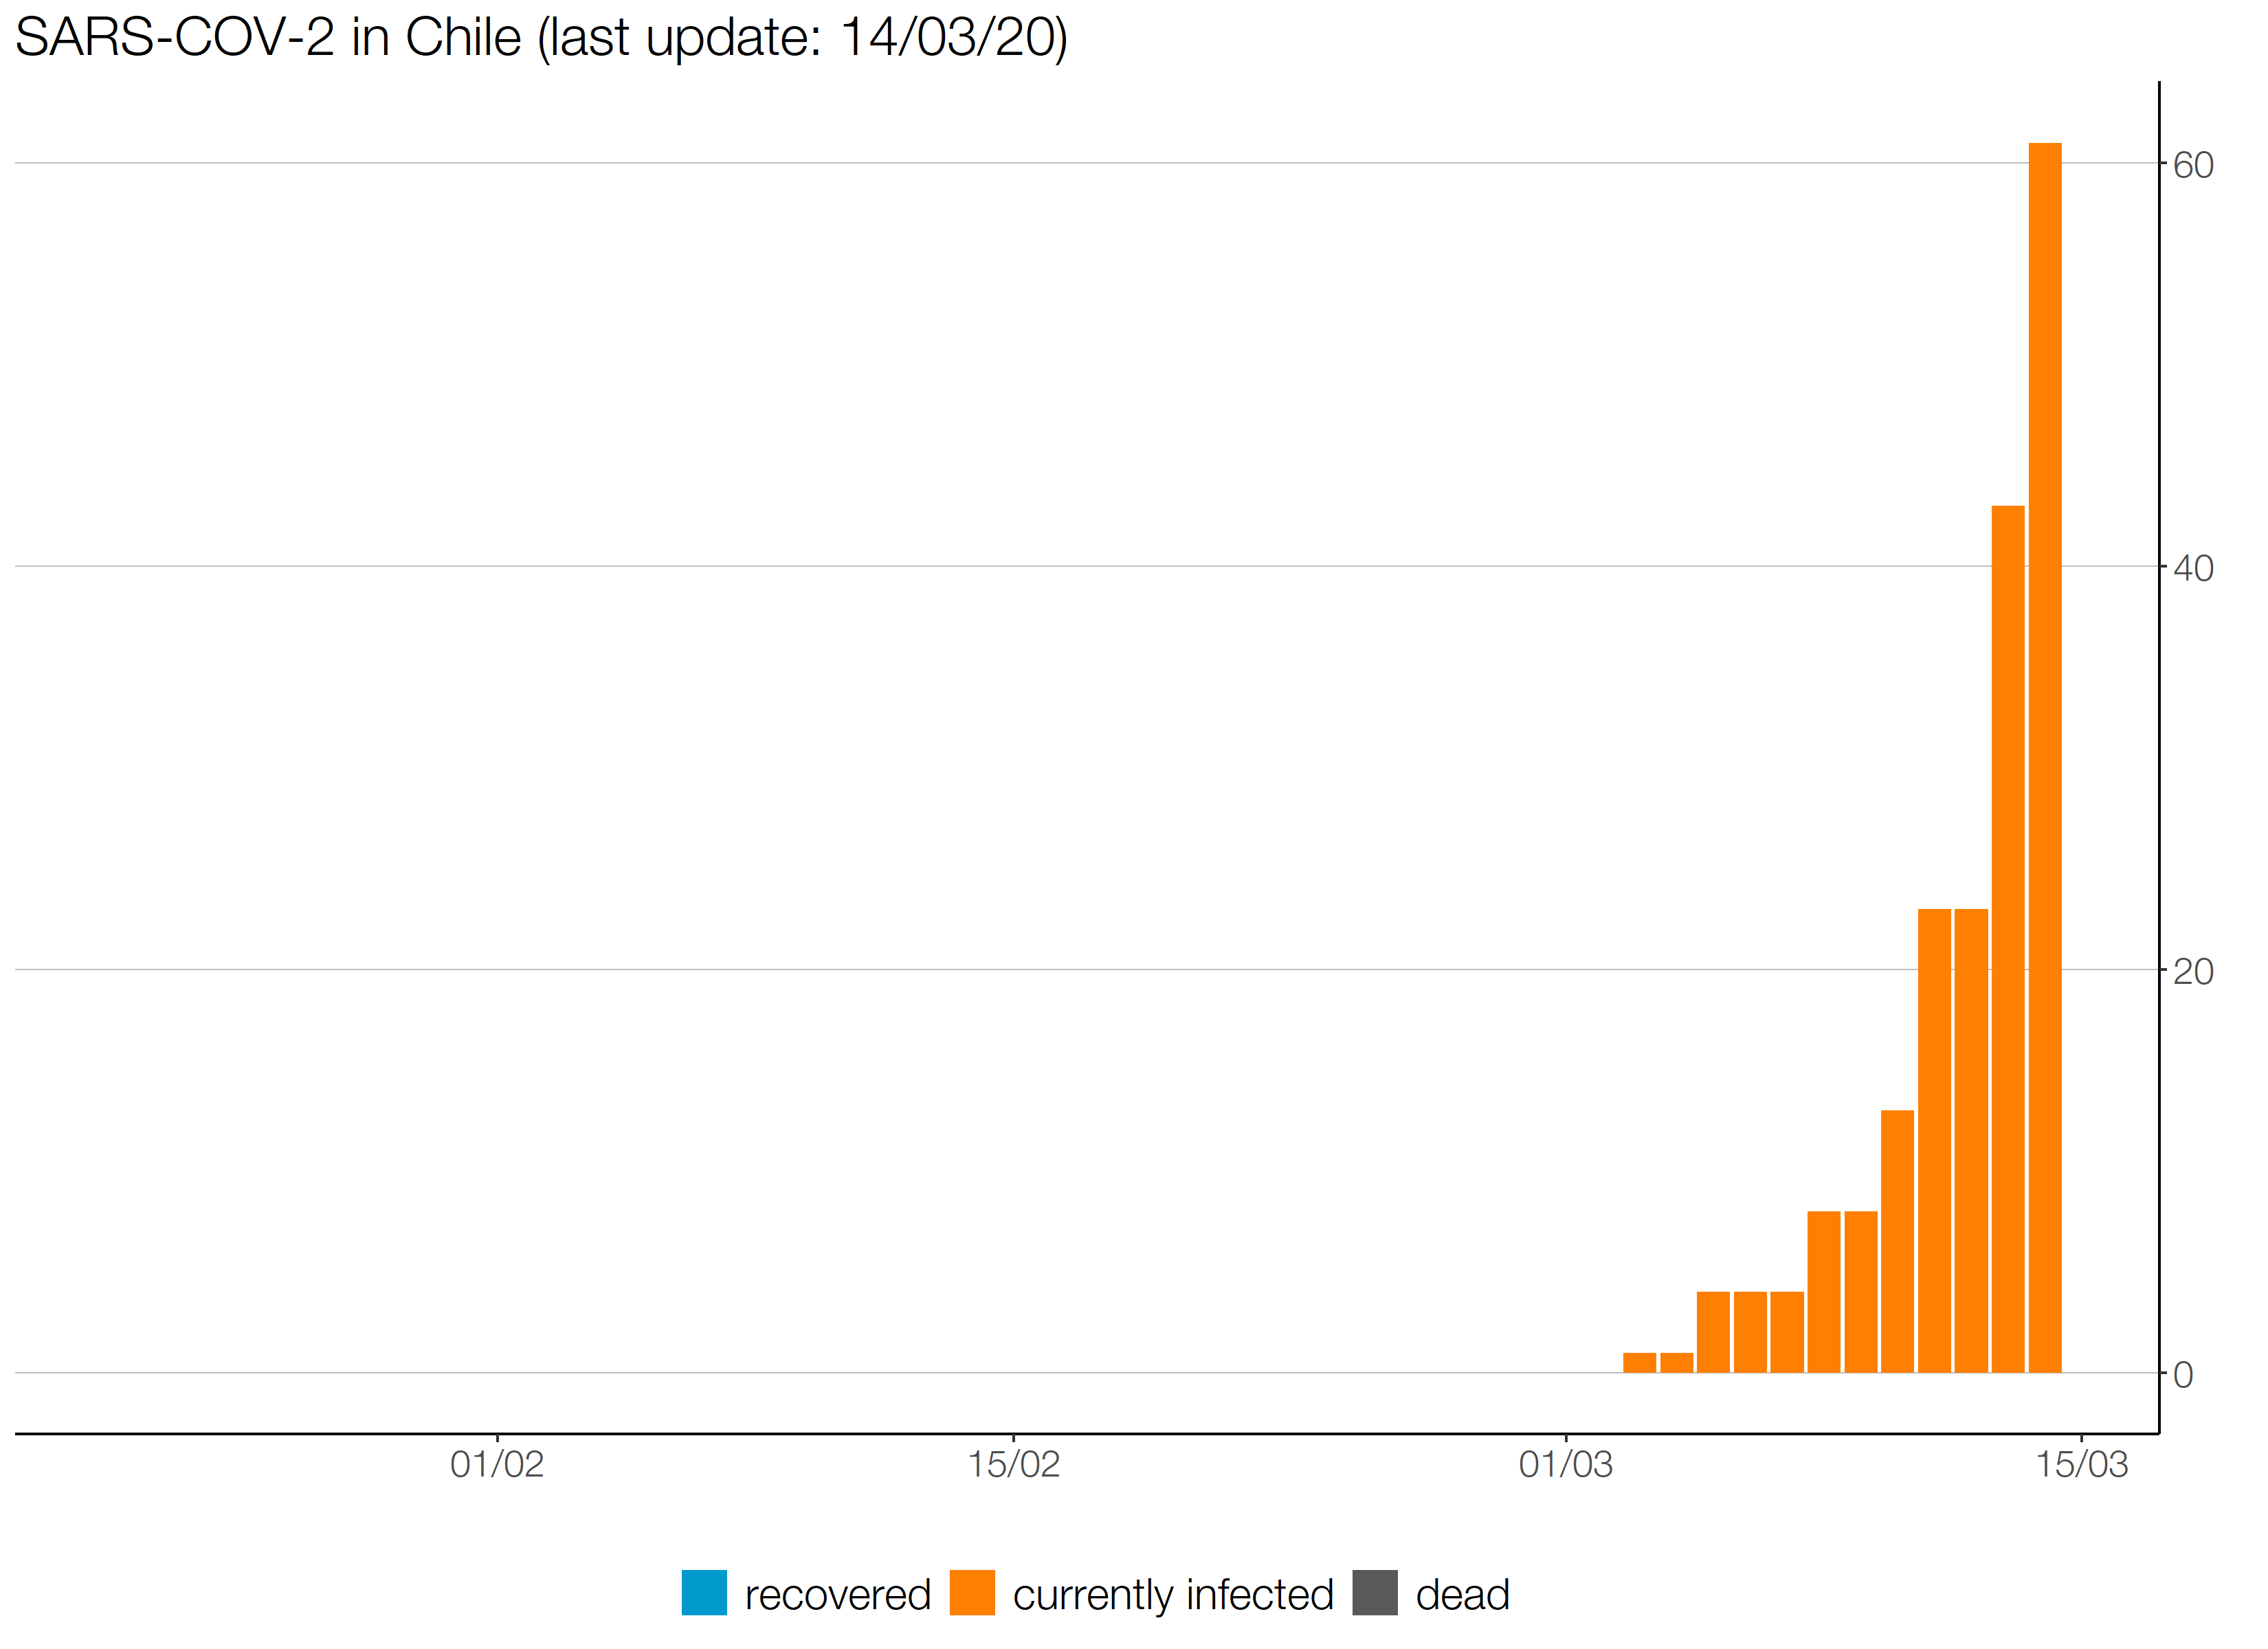 SARS-COV-2 in Chile (last update: 14/03/20)
60
40
20
0
01/02 15/02 01/03 15/03
recovered currently infected dead